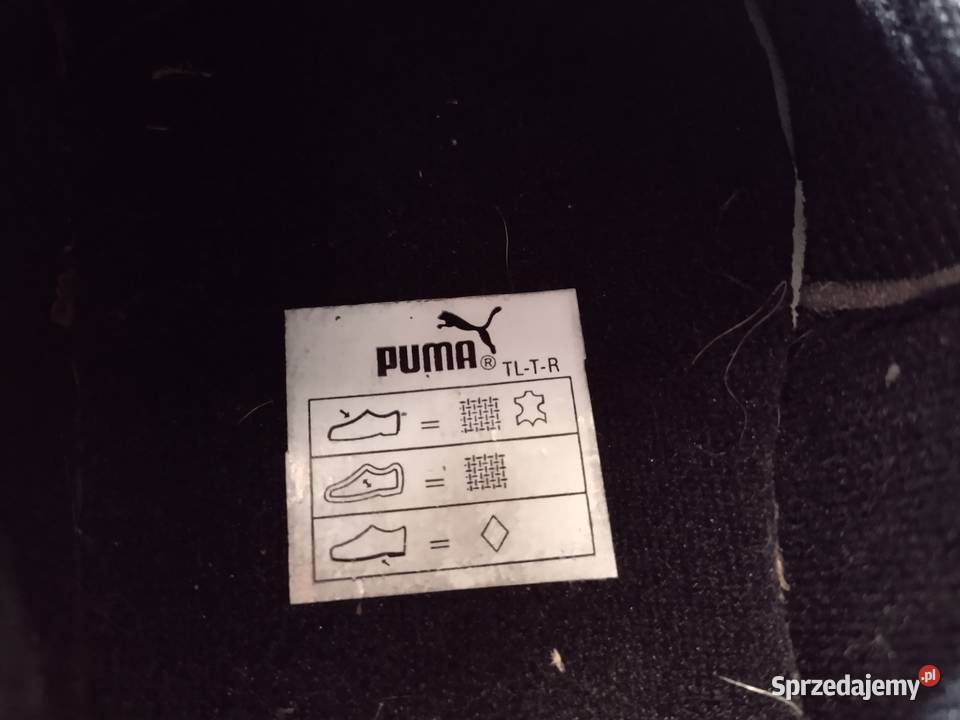 PUMA® TL-T-R
=
=
=
Sprzedajemy.pl